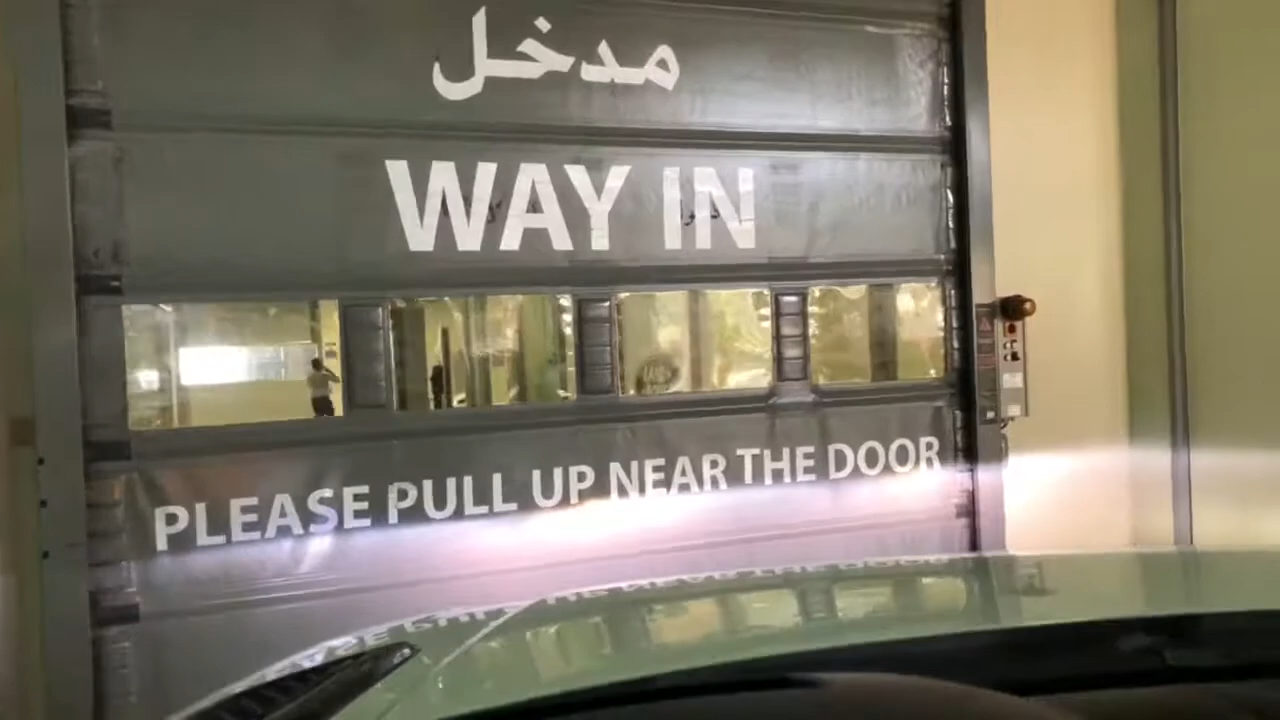 مدخل
WAY IN
PLEASE PULL UP NEAR THE DOOR